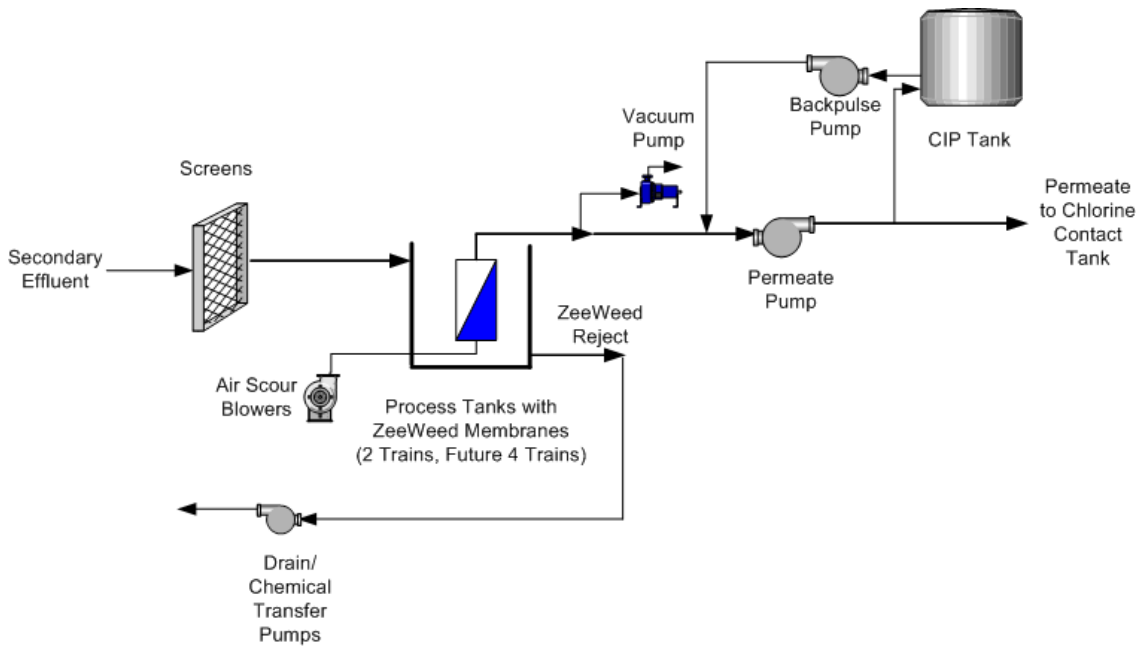 Screens
Secondary
Effluent
Air Scour
Blowers
Process Tanks with
ZeeWeed Membranes
(2 Trains, Future 4 Trains)
ZeeWeed
Reject
Drain/
Chemical
Transfer
Pumps
Vacuum
Pump
Backpulse
Pump
CIP Tank
Permeate
Pump
Permeate
to Chlorine
Contact
Tank